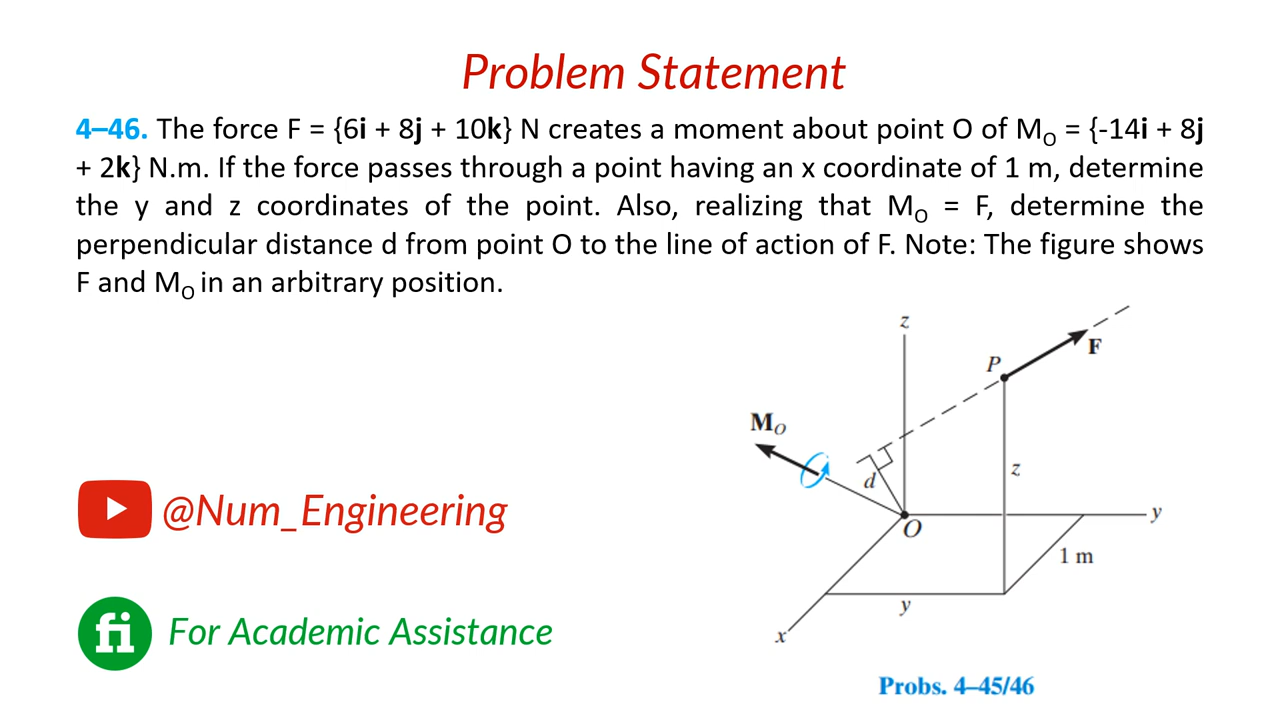 Problem Statement
4–46. The force F = {6i + 8j + 10k} N creates a moment about point O of MO = {-14i + 8j
+ 2k} N.m. If the force passes through a point having an x coordinate of 1 m, determine
the y and z coordinates of the point. Also, realizing that MO = F, determine the
perpendicular distance d from point O to the line of action of F. Note: The figure shows
F and MO in an arbitrary position.
z
P
F
MO
z
d
@Num_Engineering
O
y
1 m
y
fi For Academic Assistance
x
Probs. 4–45/46